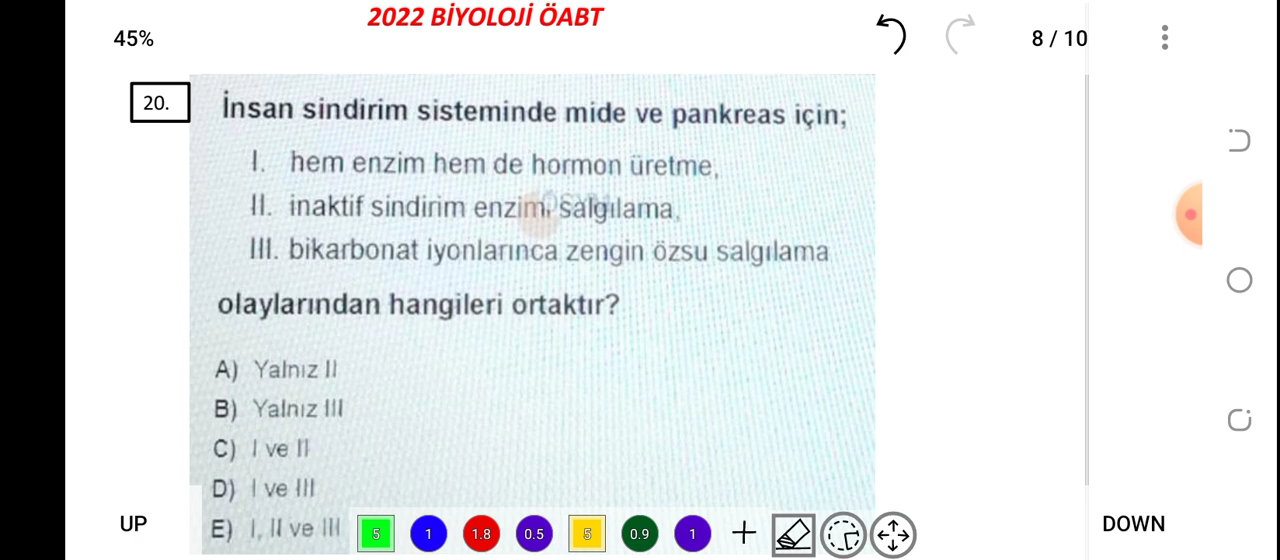 2022 BİYOLOJİ ÖABT
45%
8 / 10
20.
İnsan sindirim sisteminde mide ve pankreas için;
I. hem enzim hem de hormon üretme,
II. inaktif sindirim enzimi salgılama,
III. bikarbonat iyonlarınca zengin özsu salgılama
olaylarından hangileri ortaktır?
A) Yalnız II
B) Yalnız III
C) I ve II
D) I ve III
E) I, II ve III
UP
5 1 1.8 0.5 5 0.9 1
DOWN